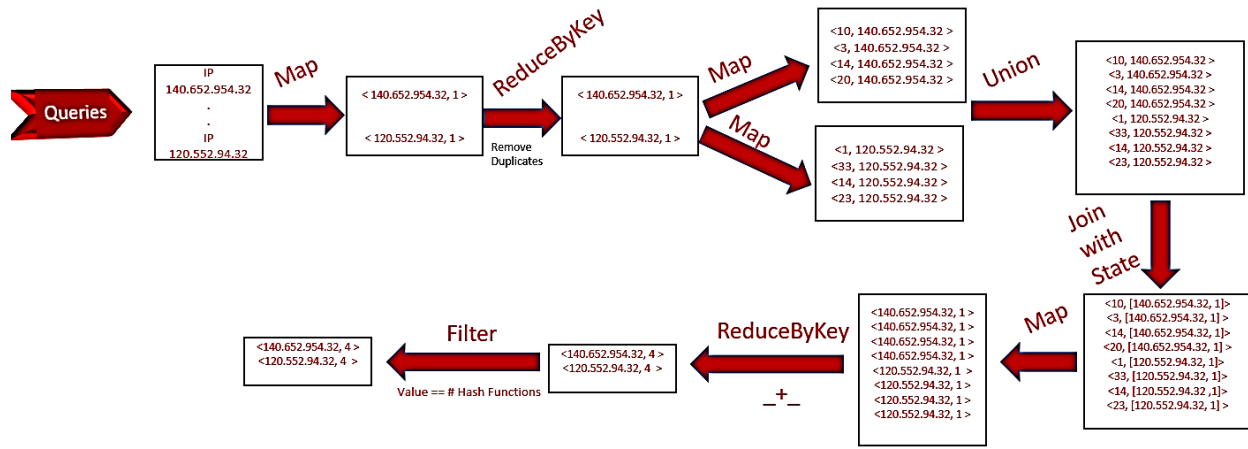 Queries
IP
140.652.954.32
.
.
IP
120.552.94.32
Map
< 140.652.954.32, 1 >
< 120.552.94.32, 1 >
ReduceByKey
Remove
Duplicates
< 140.652.954.32, 1 >
< 120.552.94.32, 1 >
Map
Map
<10, 140.652.954.32 >
<3, 140.652.954.32 >
<14, 140.652.954.32 >
<20, 140.652.954.32 >
<1, 120.552.94.32 >
<33, 120.552.94.32 >
<14, 120.552.94.32 >
<23, 120.552.94.32 >
Union
<10, 140.652.954.32 >
<3, 140.652.954.32 >
<14, 140.652.954.32 >
<20, 140.652.954.32 >
<1, 120.552.94.32 >
<33, 120.552.94.32 >
<14, 120.552.94.32 >
<23, 120.552.94.32 >
Join
with
State
<10, [140.652.954.32, 1]>
<3, [140.652.954.32, 1]>
<14, [140.652.954.32, 1]>
<20, [140.652.954.32, 1] >
<1, [120.552.94.32, 1]>
<33, [120.552.94.32, 1]>
<14, [120.552.94.32 ,1]>
<23, [120.552.94.32, 1] >
Map
<140.652.954.32, 1 >
<140.652.954.32, 1 >
<140.652.954.32, 1 >
<140.652.954.32, 1 >
<120.552.94.32, 1 >
<120.552.94.32, 1 >
<120.552.94.32, 1 >
<120.552.94.32, 1 >
ReduceByKey
_+_
<140.652.954.32, 4 >
<120.552.94.32, 4 >
Filter
Value == # Hash Functions
<140.652.954.32, 4 >
<120.552.94.32, 4 >